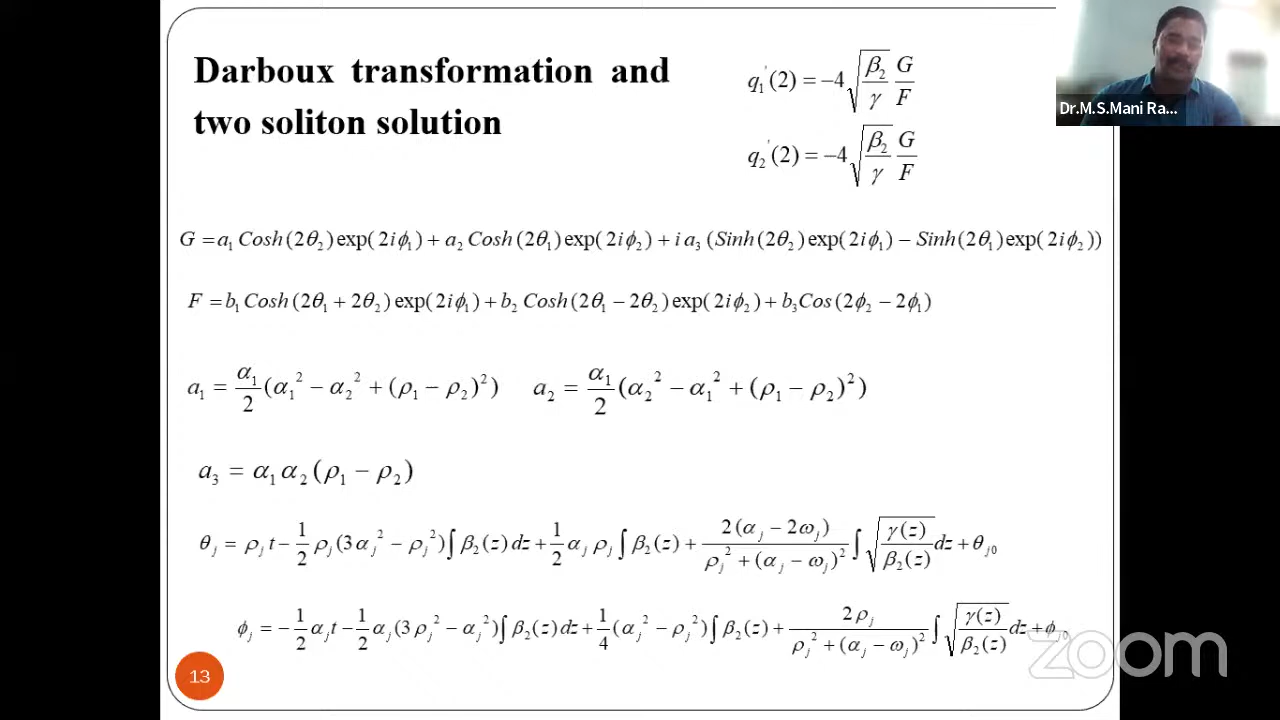 Darboux transformation and
two soliton solution
q₁'(2) = −4√(β₂/γ) G/F
q₂'(2) = −4√(β₂/γ) G/F
Dr.M.S.Mani Ra...
G = a₁ Cosh(2θ₂) exp(2iϕ₁) + a₂ Cosh(2θ₁) exp(2iϕ₂) + i a₃ (Sinh(2θ₂) exp(2iϕ₁) − Sinh(2θ₁) exp(2iϕ₂))
F = b₁ Cosh(2θ₁ + 2θ₂) exp(2iϕ₁) + b₂ Cosh(2θ₁ − 2θ₂) exp(2iϕ₂) + b₃ Cos(2ϕ₂ − 2ϕ₁)
a₁ = α₁/2 (α₁² − α₂² + (ρ₁ − ρ₂)²) a₂ = α₁/2 (α₂² − α₁² + (ρ₁ − ρ₂)²)
a₃ = α₁α₂(ρ₁ − ρ₂)
θⱼ = ρⱼt − 1/2 ρⱼ(3αⱼ² − ρⱼ²)∫β₂(z)dz + 1/2 αⱼρⱼ∫β₂(z) + 2(αⱼ − 2ωⱼ)/(ρⱼ² + (αⱼ − ωⱼ)²) ∫√(γ(z)/β₂(z)) dz + θⱼ₀
ϕⱼ = −1/2 αⱼt − 1/2 αⱼ(3ρⱼ² − αⱼ²)∫β₂(z)dz + 1/4 (αⱼ² − ρⱼ²)∫β₂(z) + 2ρⱼ/(ρⱼ² + (αⱼ − ωⱼ)²) ∫√(γ(z)/β₂(z)) dz + ϕ ₀
13
zoom